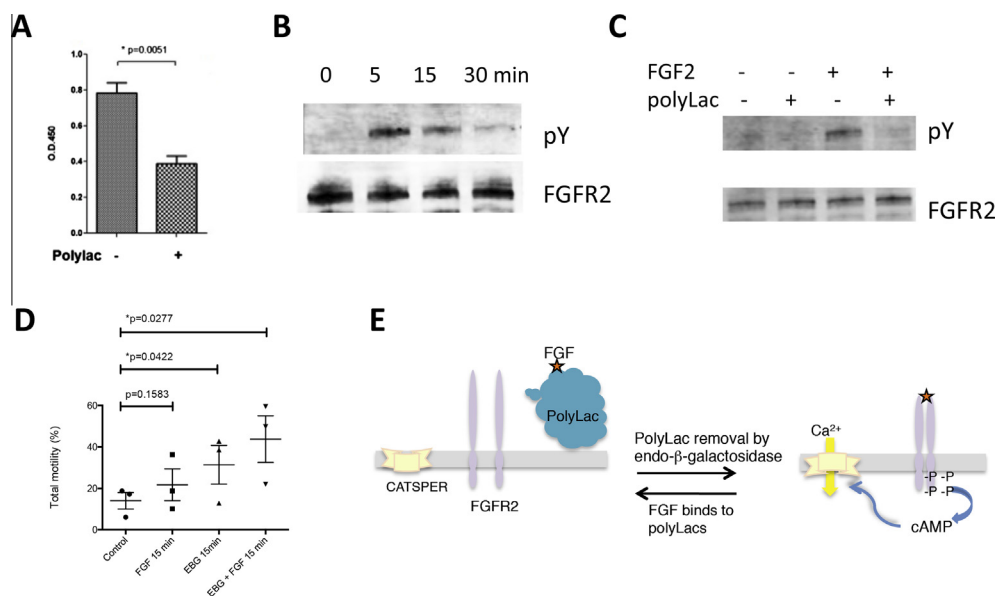 A
* p=0.0051
1.0
0.8
0.6
0.4
0.2
0.0
O.D.450
Polylac - +
B
0 5 15 30 min
pY
FGFR2
C
FGF2 - - + +
polyLac - + - +
pY
FGFR2
D
*p=0.0277
*p=0.0422
p=0.1583
60
40
20
0
Total motility (%)
Control
FGF 15 min
EBG 15min
EBG + FGF 15 min
E
FGF
PolyLac
CATSPER
FGFR2
PolyLac removal by
endo-β-galactosidase
FGF binds to
polyLacs
Ca2+
-P -P
-P -P
cAMP